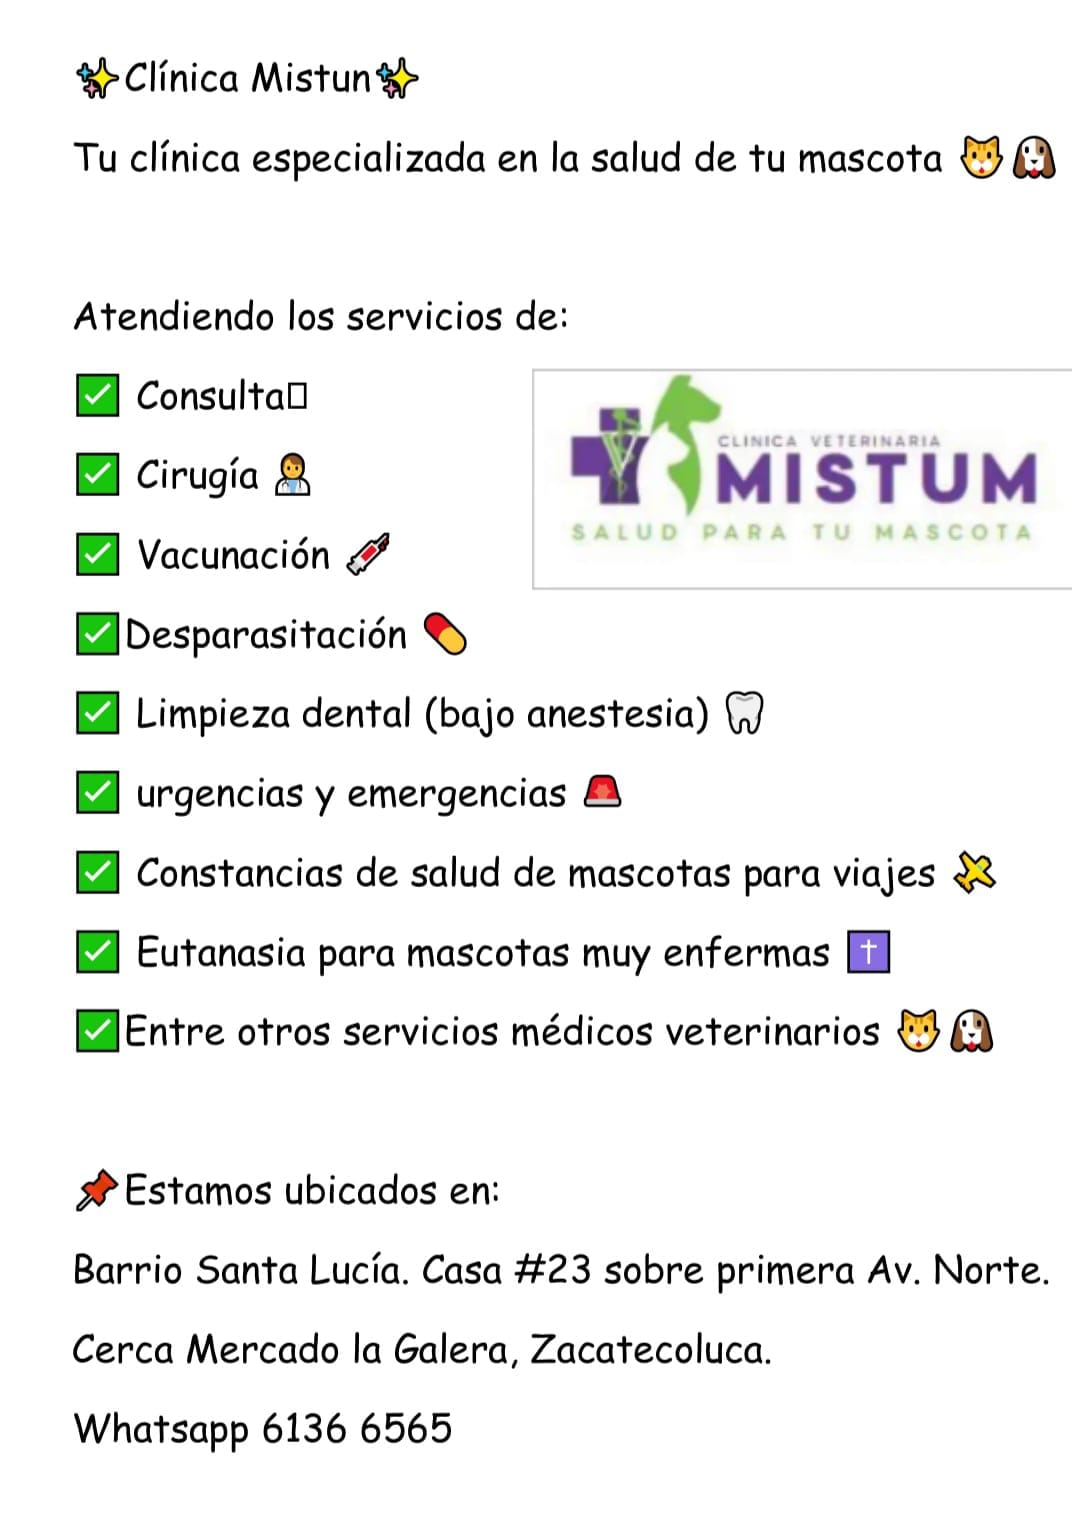 ✨Clínica Mistun✨
Tu clínica especializada en la salud de tu mascota 🐱🐶
Atendiendo los servicios de:
✅ Consulta□
✅ Cirugía 👨‍⚕️
✅ Vacunación 💉
✅Desparasitación 💊
✅ Limpieza dental (bajo anestesia) 🦷
✅ urgencias y emergencias 🚨
✅ Constancias de salud de mascotas para viajes ✈️
✅ Eutanasia para mascotas muy enfermas ✝️
✅Entre otros servicios médicos veterinarios 🐱🐶
CLINICA VETERINARIA
MISTUM
SALUD PARA TU MASCOTA
📌Estamos ubicados en:
Barrio Santa Lucía. Casa #23 sobre primera Av. Norte.
Cerca Mercado la Galera, Zacatecoluca.
Whatsapp 6136 6565